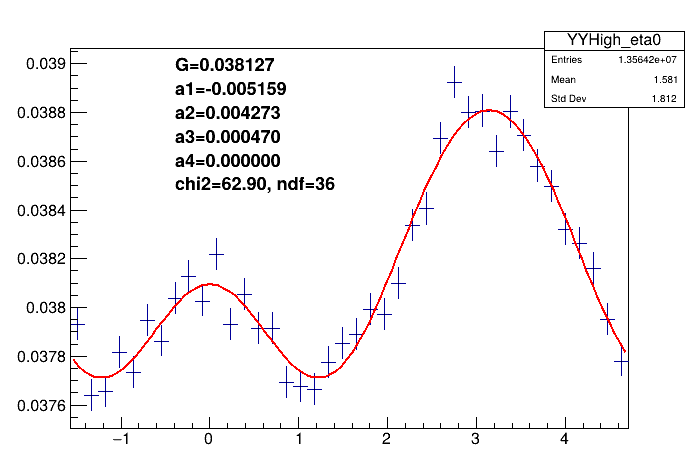 YYHigh_eta0
Entries 1.35642e+07
Mean 1.581
Std Dev 1.812
G=0.038127
a1=-0.005159
a2=0.004273
a3=0.000470
a4=0.000000
chi2=62.90, ndf=36
0.039
0.0388
0.0386
0.0384
0.0382
0.038
0.0378
0.0376
−1 0 1 2 3 4